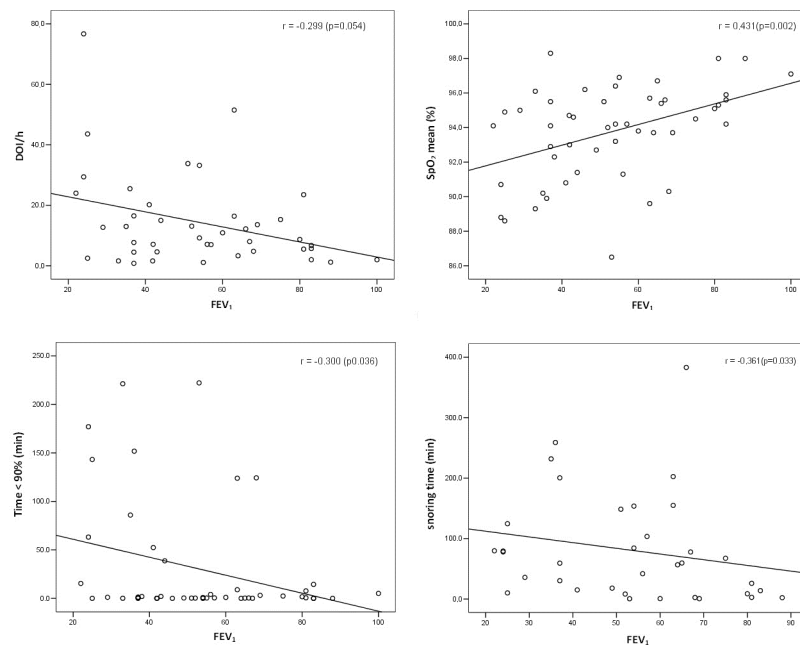 80,0
60,0
40,0
20,0
0,0
DOI/h
r = -0.299 (p=0.054)
20 40 60 80 100
FEV1
98,0
96,0
94,0
92,0
90,0
88,0
86,0
SpO2 mean (%)
r = 0,431(p=0.002)
20 40 60 80 100
FEV1
250,0
200,0
150,0
100,0
50,0
0,0
Time < 90% (min)
r = -0.300 (p0.036)
20 40 60 80 100
FEV1
400,0
300,0
200,0
100,0
0,0
snoring time (min)
r = -0,361(p=0.033)
20 30 40 50 60 70 80 90
FEV1